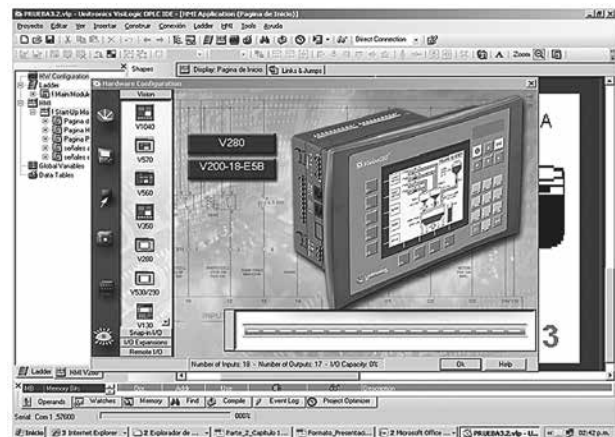 PRUEBA3.2.vlp - Unitronics VisiLogic OPLC IDE - [HMI Application (Pagina de Inicio)]
Proyecto Editar Ver Insertar Construir Conexión Ladder HMI Herramientas Ayuda
Direct Connection
Zoom
Shapes
Display: Pagina de Inicio
Links & Jumps
HW Configuration
Ladder
! Main Module
HMI
! Start-Up Mo
Pagina d
Pagina H
Pagina P
señales
señales
Global Variables
Data Tables
Hardware Configuration
Vision
V1040
V570
V560
V350
V200
V530/290
V130
Snap-in I/O
I/O Expansions
Remote I/O
V280
V200-18-E5B
A
3
Number of Inputs: 18 - Number of Outputs: 17 - I/O Capacity: 0%
Ok
Help
Ladder
HMI V200
MB Memory Bits
Operands
Watches
Memory
Find
Compile
Event Log
Project Optimizer
Serial: Com 1 ,57600
000%
Inicio
3 Internet Explorer
2 Explorador de ...
Parte_2_Capitulo 1...
Formato_Presentaci...
2 Microsoft Office ...
PRUEBA3.2.vlp - U...
02:42 p.m.